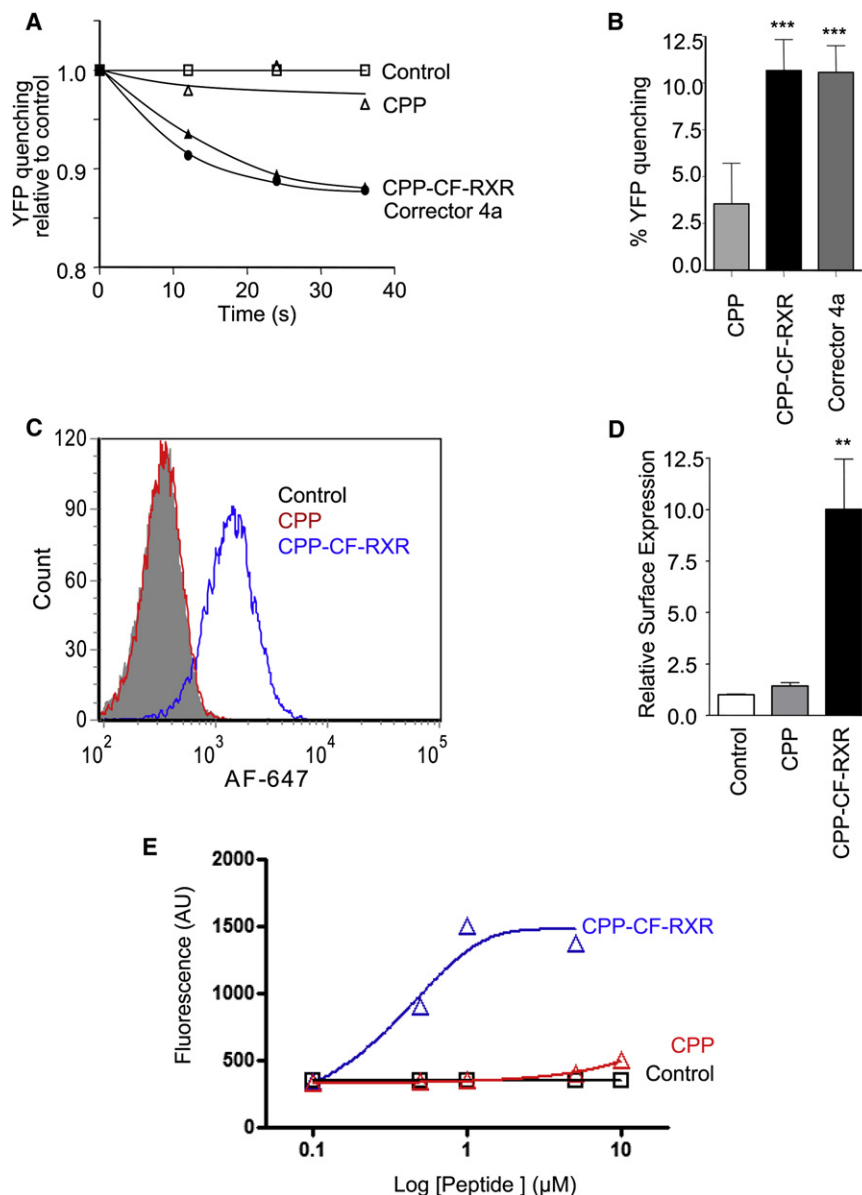 A
YFP quenching
relative to control
1.0
0.9
0.8
0
10
20
30
40
Time (s)
Control
CPP
CPP-CF-RXR
Corrector 4a
B
% YFP quenching
12.5
10.0
7.5
5.0
2.5
0.0
***
***
CPP
CPP-CF-RXR
Corrector 4a
C
Count
120
90
60
30
0
10²
10³
10⁴
10⁵
AF-647
Control
CPP
CPP-CF-RXR
D
Relative Surface Expression
12.5
10.0
7.5
5.0
2.5
0.0
**
Control
CPP
CPP-CF-RXR
E
Fluorescence (AU)
2000
1500
1000
500
0
0.1
1
10
Log [Peptide ] (µM)
CPP-CF-RXR
CPP
Control